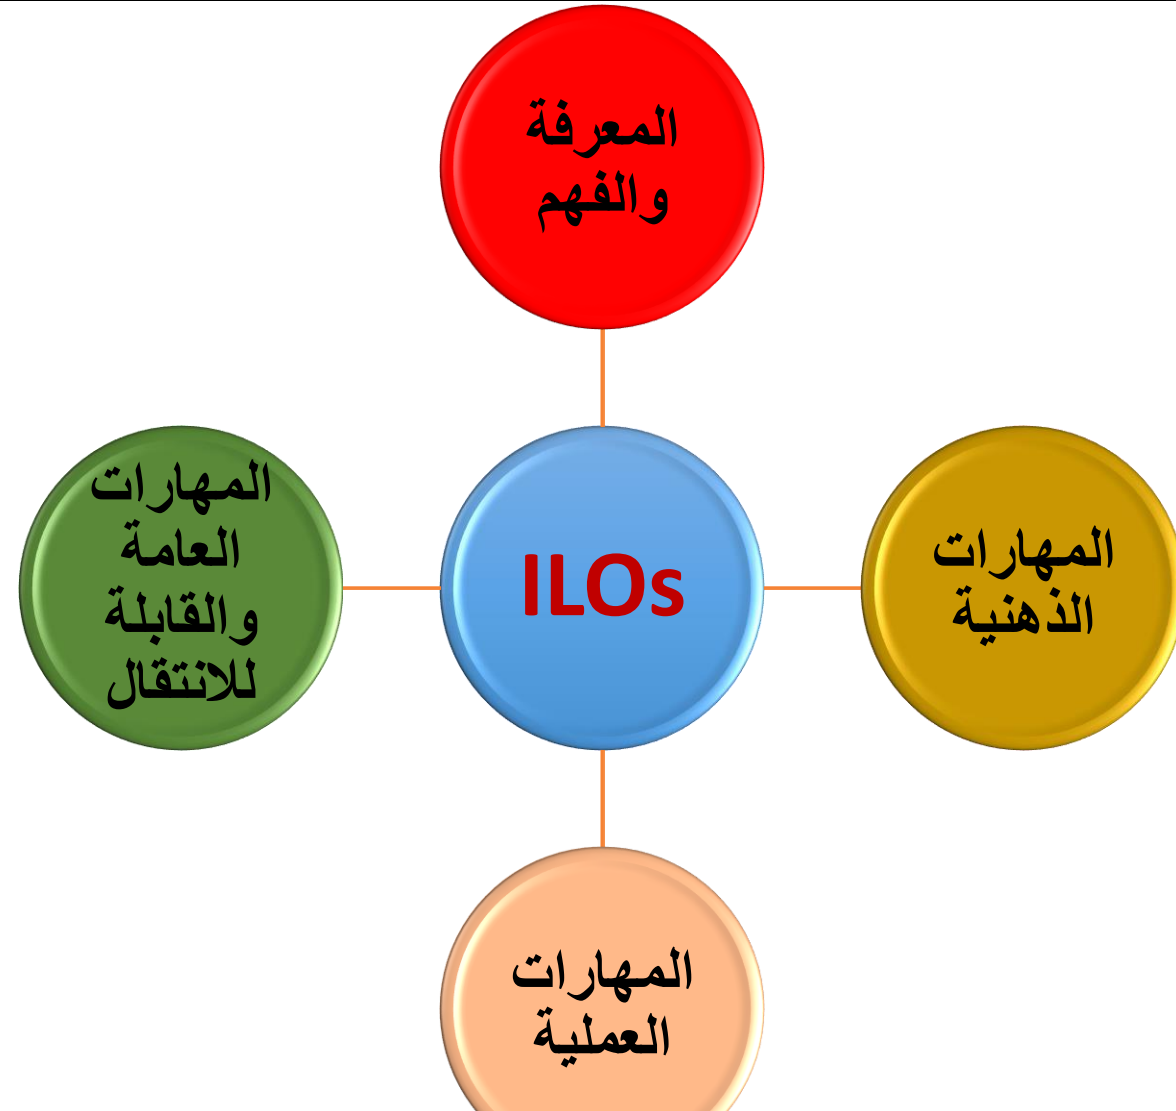 المعرفة
والفهم
المهارات
الذهنية
ILOs
المهارات
العامة
والقابلة
للانتقال
المهارات
العملية